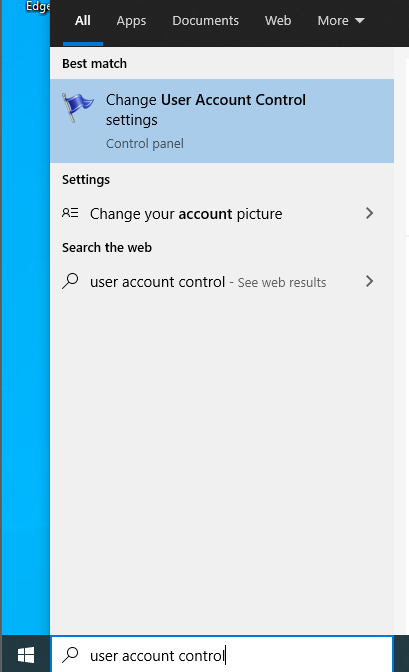 Edge
All Apps Documents Web More
Best match
Change User Account Control
settings
Control panel
Settings
Change your account picture
Search the web
user account control - See web results
user account control